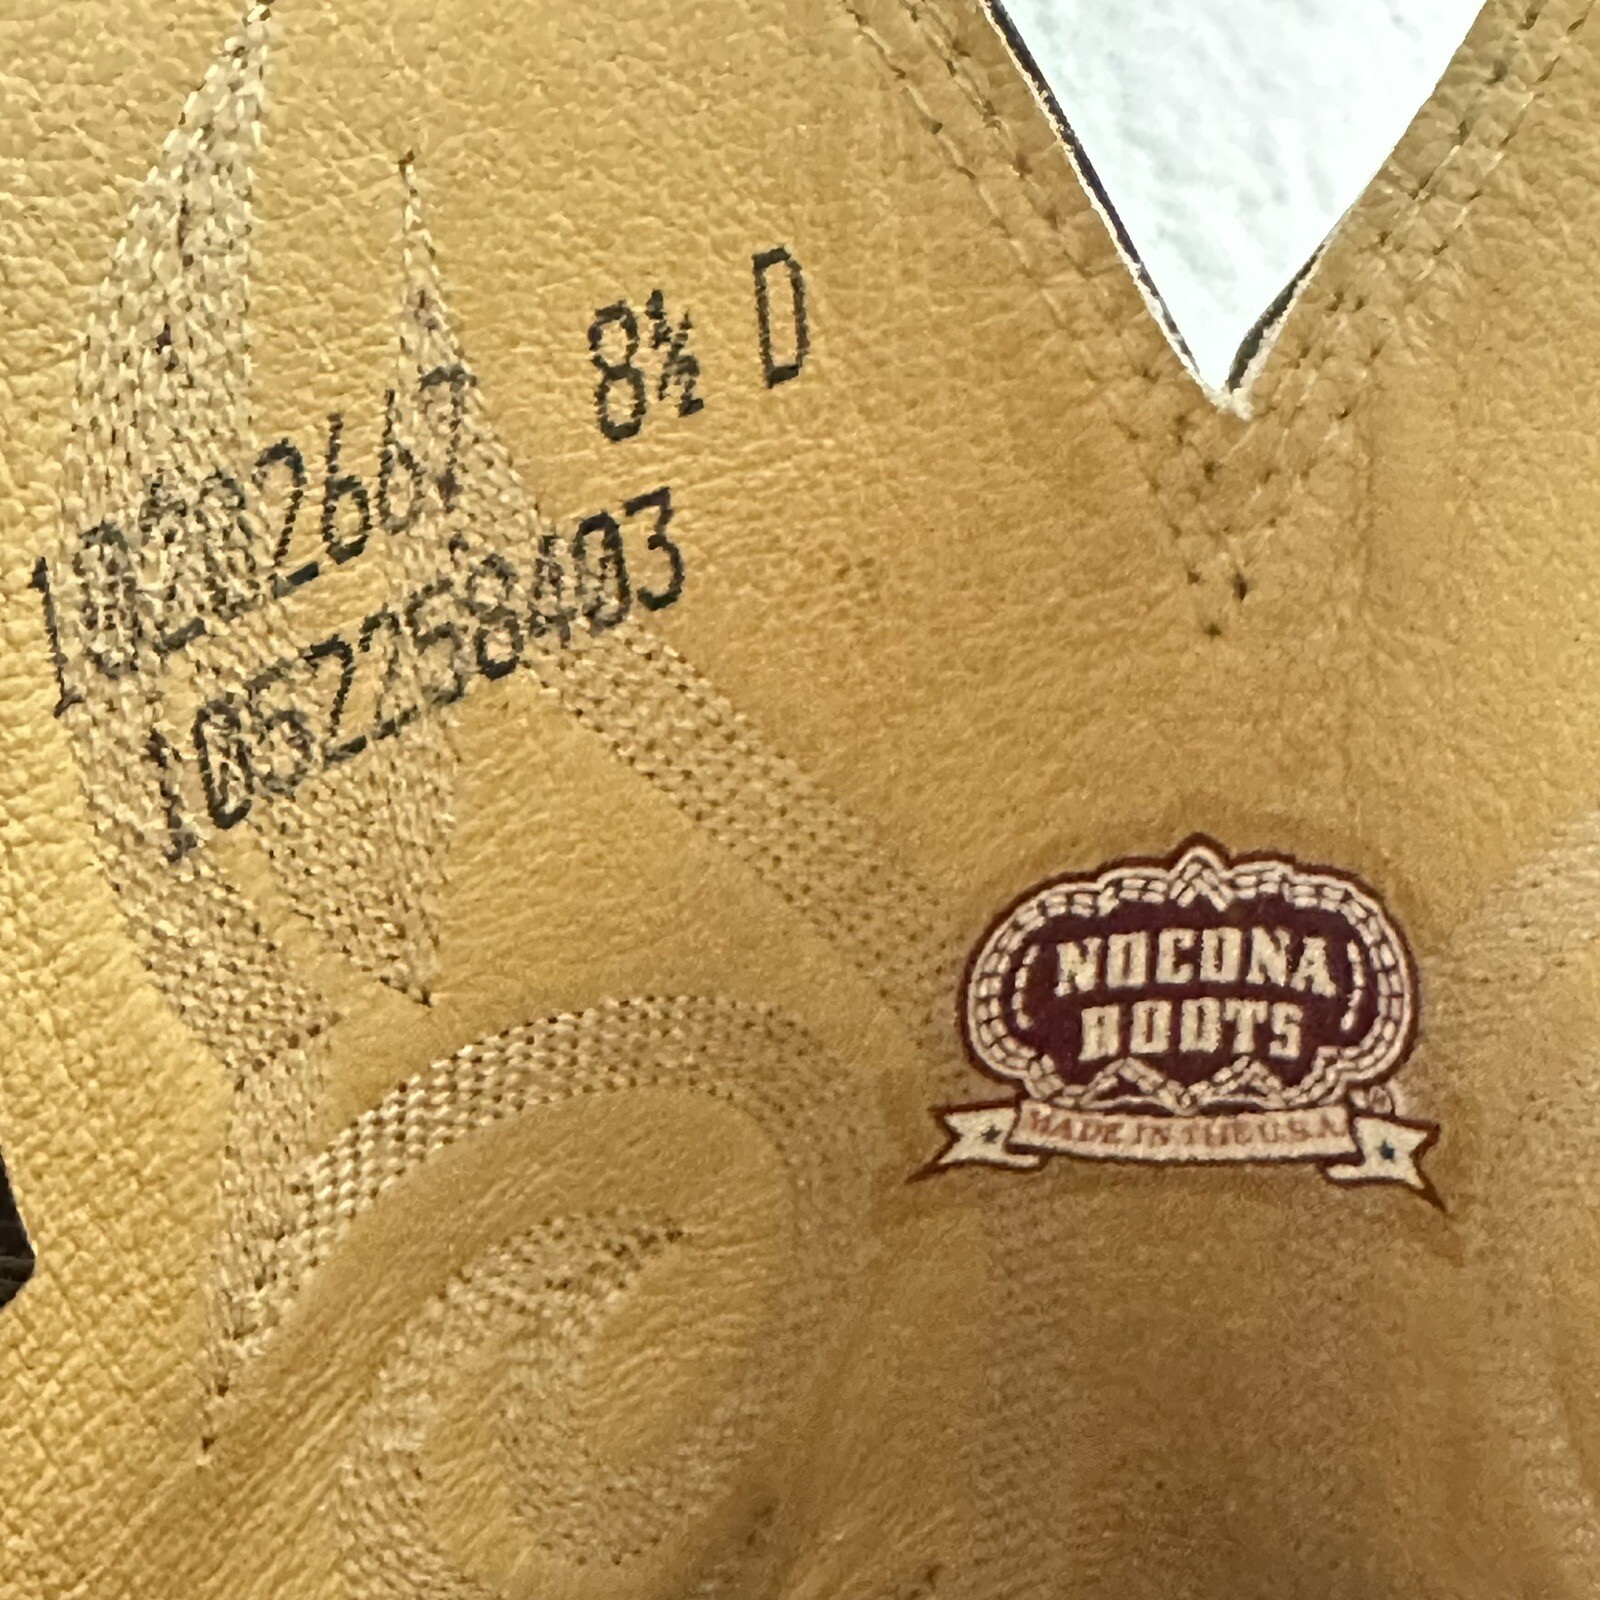 8½ D
10202667
1052258403
NOCONA
BOOTS
®
MADE IN THE U.S.A.